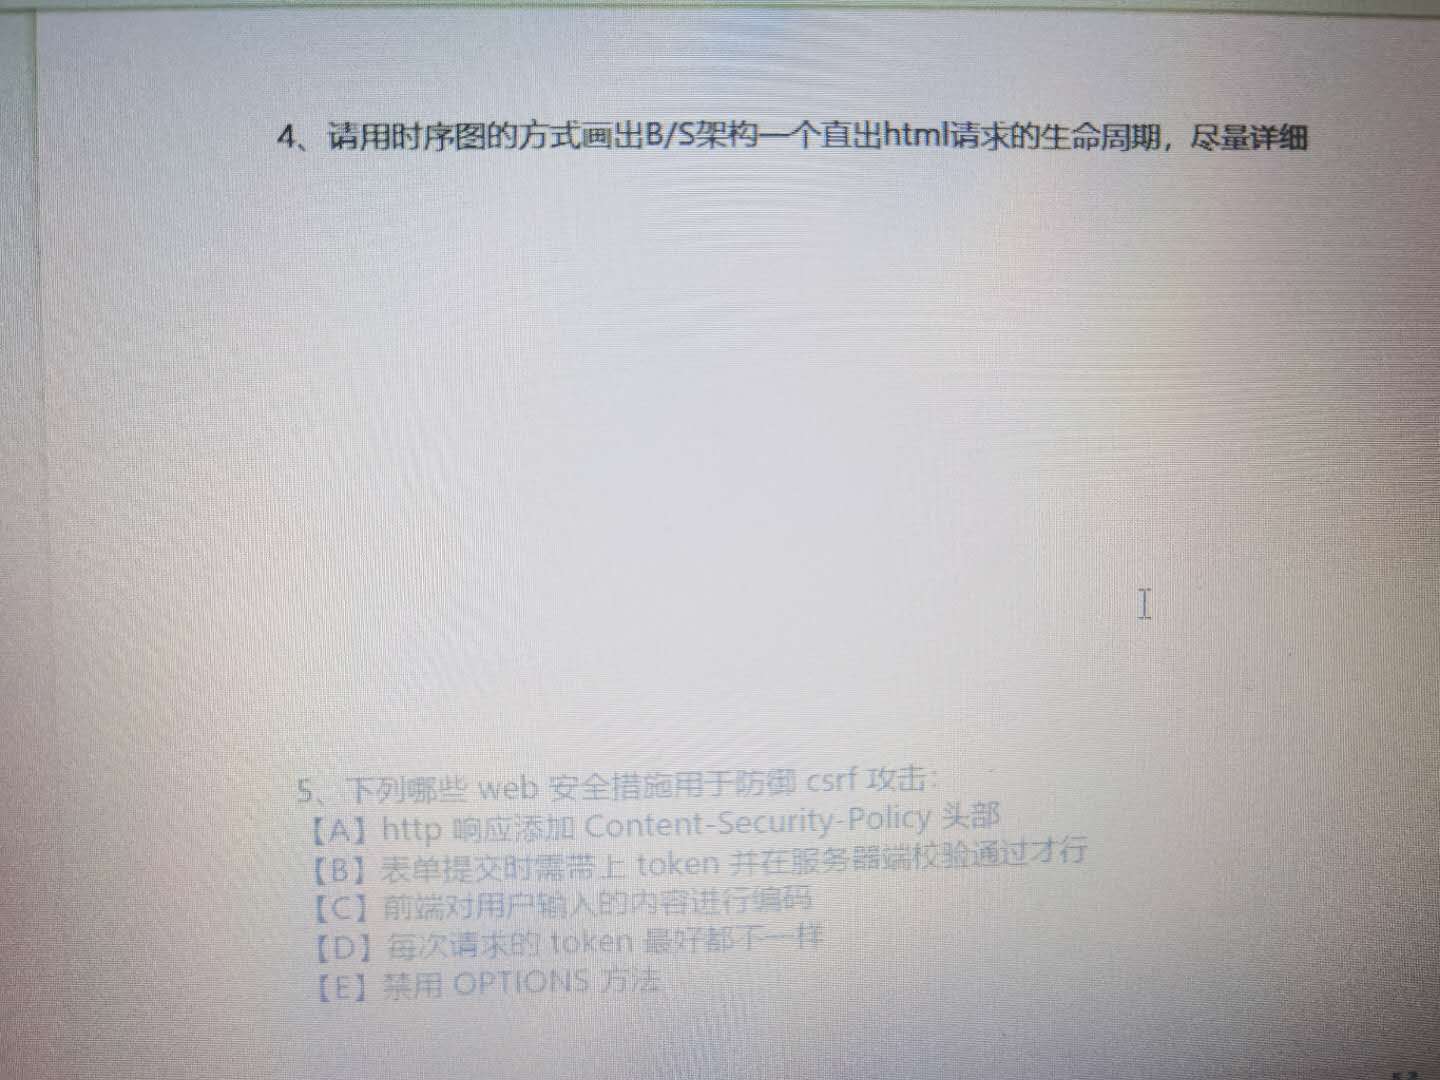 4、请用时序图的方式画出B/S架构一个直出html请求的生命周期，尽量详细
5、下列哪些 web 安全措施用于防御 csrf 攻击：
【A】http 响应添加 Content-Security-Policy 头部
【B】表单提交时需带上 token 并在服务器端校验通过才行
【C】前端对用户输入的内容进行编码
【D】每次请求的 token 最好都不一样
【E】禁用 OPTIONS 方法